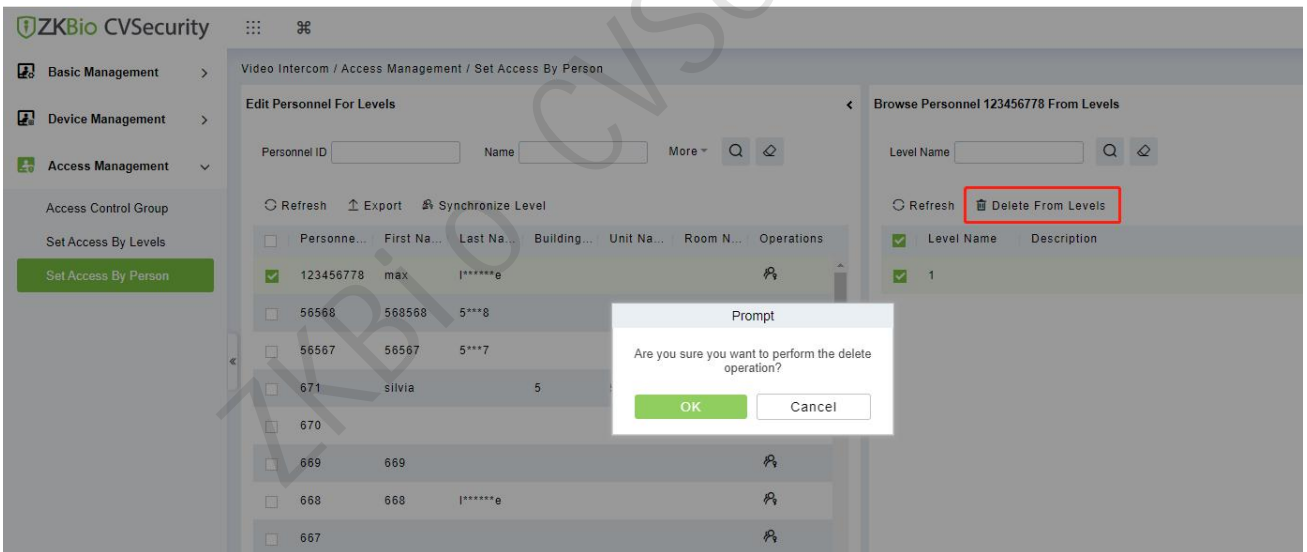 ZKBio CVSecurity
Basic Management
Device Management
Access Management
Access Control Group
Set Access By Levels
Set Access By Person
Video Intercom / Access Management / Set Access By Person
Edit Personnel For Levels
Personnel ID Name More
Refresh Export Synchronize Level
Personne... First Na... Last Na... Building... Unit Na... Room N... Operations
123456778 max l******e
56568 568568 5***8
56567 56567 5***7
671 silvia 5
670
669 669
668 668 l******e
667
Browse Personnel 123456778 From Levels
Level Name
Refresh Delete From Levels
Level Name Description
1
Prompt
Are you sure you want to perform the delete
operation?
OK Cancel